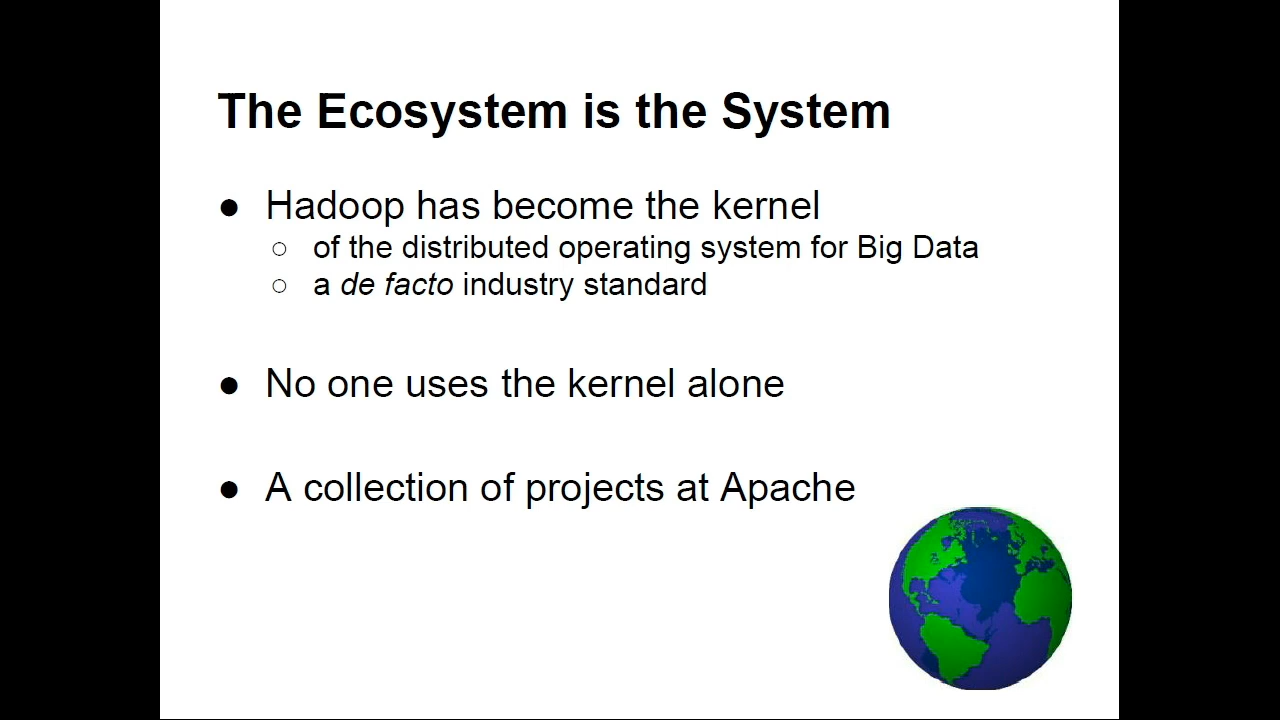 The Ecosystem is the System
● Hadoop has become the kernel
○ of the distributed operating system for Big Data
○ a de facto industry standard
● No one uses the kernel alone
● A collection of projects at Apache